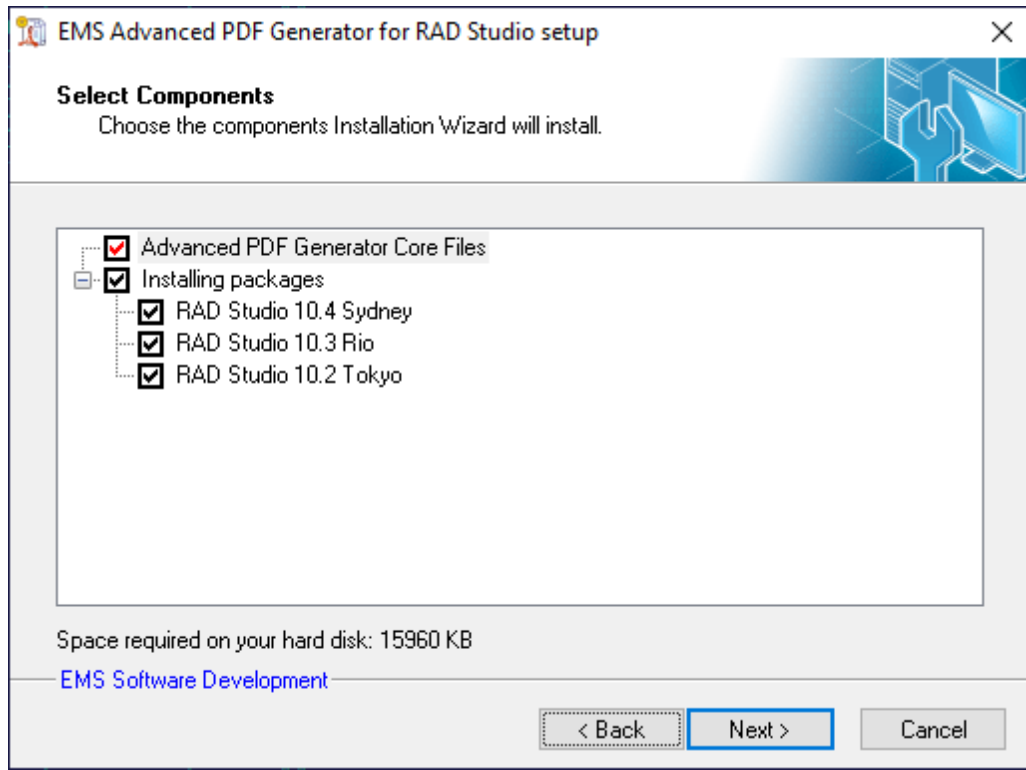 EMS Advanced PDF Generator for RAD Studio setup
Select Components
Choose the components Installation Wizard will install.
Advanced PDF Generator Core Files
Installing packages
RAD Studio 10.4 Sydney
RAD Studio 10.3 Rio
RAD Studio 10.2 Tokyo
Space required on your hard disk: 15960 KB
EMS Software Development
< Back Next > Cancel